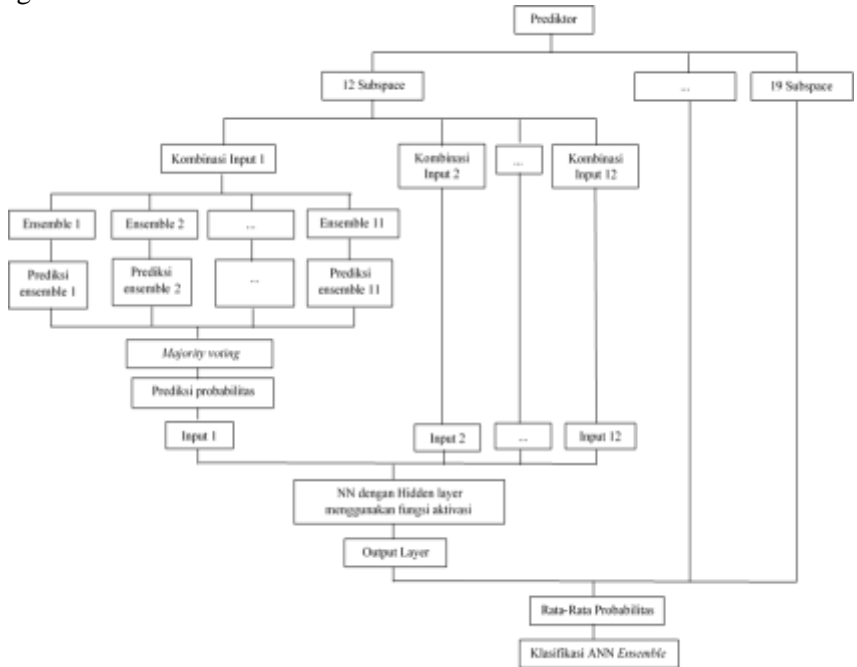 g
Prediktor
12 Subspace
...
19 Subspace
Kombinasi Input 1
Kombinasi
Input 2
...
Kombinasi
Input 12
Ensemble 1
Ensemble 2
...
Ensemble 11
Prediksi
ensemble 1
Prediksi
ensemble 2
...
Prediksi
ensemble 11
Majority voting
Prediksi probabilitas
Input 1
Input 2
...
Input 12
NN dengan Hidden layer
menggunakan fungsi aktivasi
Output Layer
Rata-Rata Probabilitas
Klasifikasi ANN Ensemble